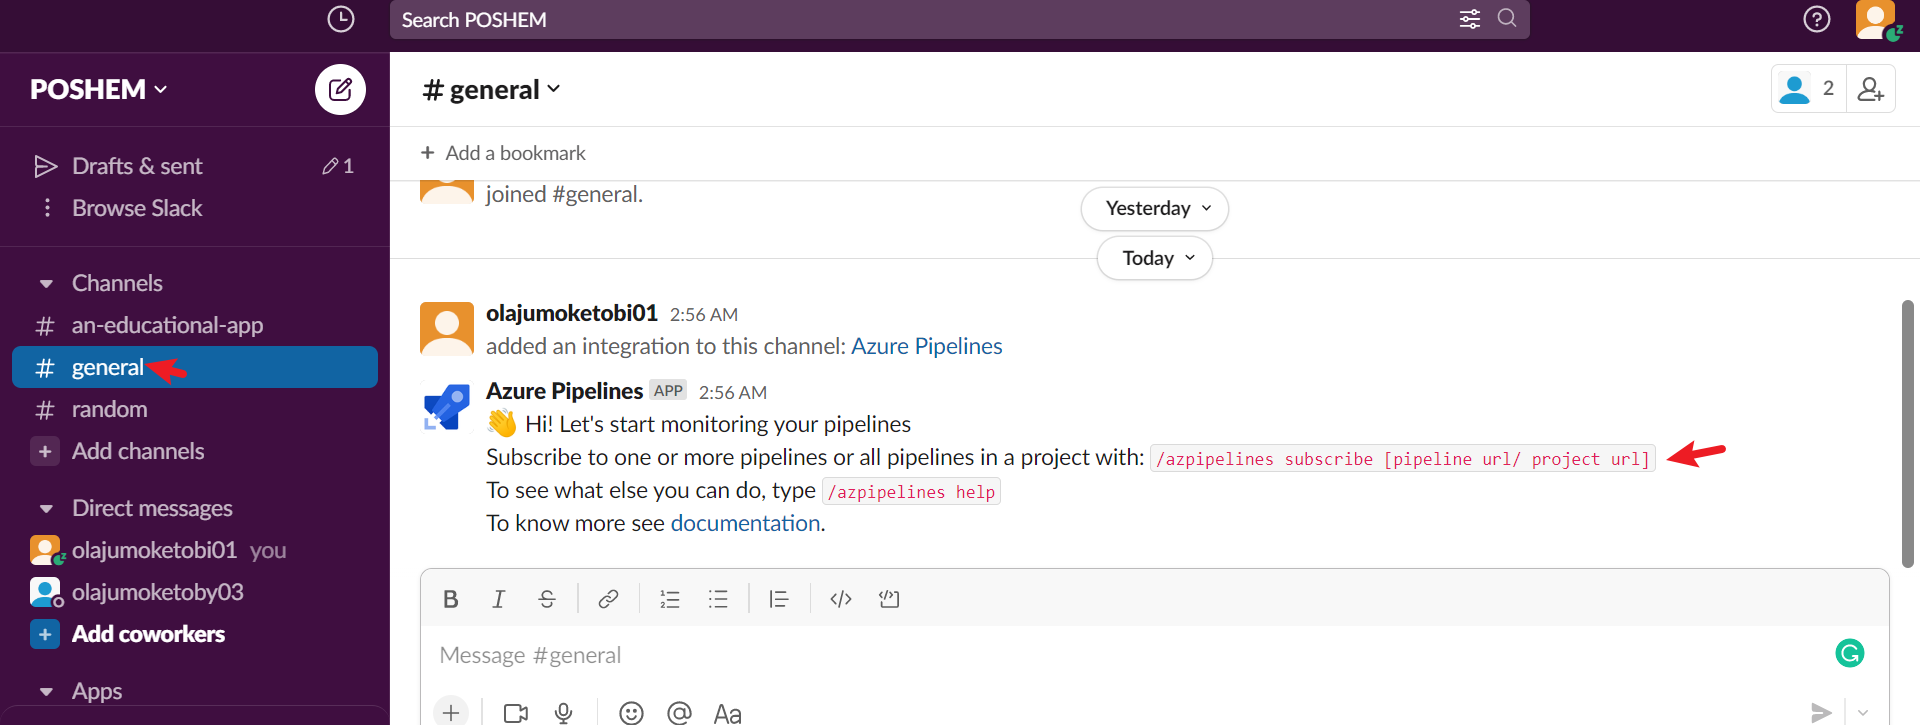 Search POSHEM
POSHEM
Drafts & sent
1
Browse Slack
Channels
# an-educational-app
# general
# random
+ Add channels
Direct messages
olajumoketobi01 you
olajumoketoby03
+ Add coworkers
Apps
# general
2
+ Add a bookmark
joined #general.
Yesterday
Today
olajumoketobi01 2:56 AM
added an integration to this channel: Azure Pipelines
Azure Pipelines APP 2:56 AM
👋 Hi! Let's start monitoring your pipelines
Subscribe to one or more pipelines or all pipelines in a project with: /azpipelines subscribe [pipeline url/ project url]
To see what else you can do, type /azpipelines help
To know more see documentation.
B I S
Message #general
+ @ Aa